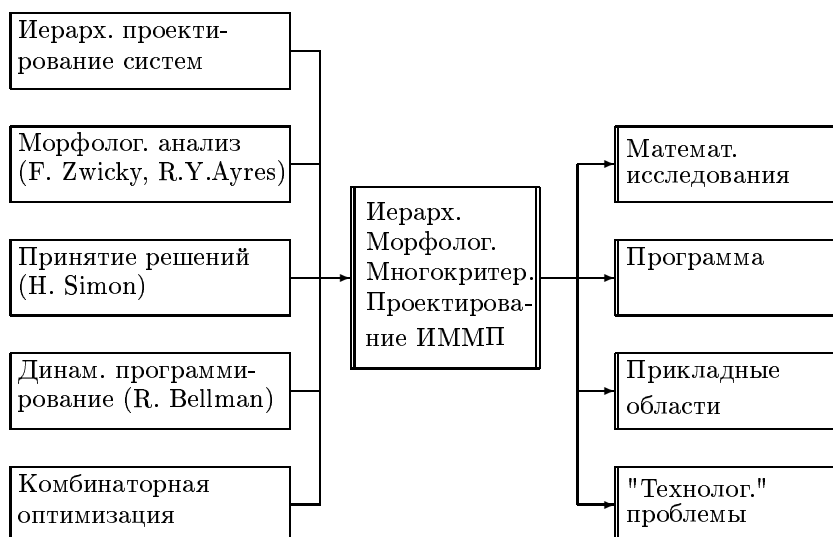 Иерарх. проекти-
рование систем
Морфолог. анализ
(F. Zwicky, R.Y.Ayres)
Принятие решений
(H. Simon)
Динам. программи-
рование (R. Bellman)
Комбинаторная
оптимизация
Иерарх.
Морфолог.
Многокритер.
Проектирова-
ние ИММП
Математ.
исследования
Программа
Прикладные
области
"Технолог."
проблемы